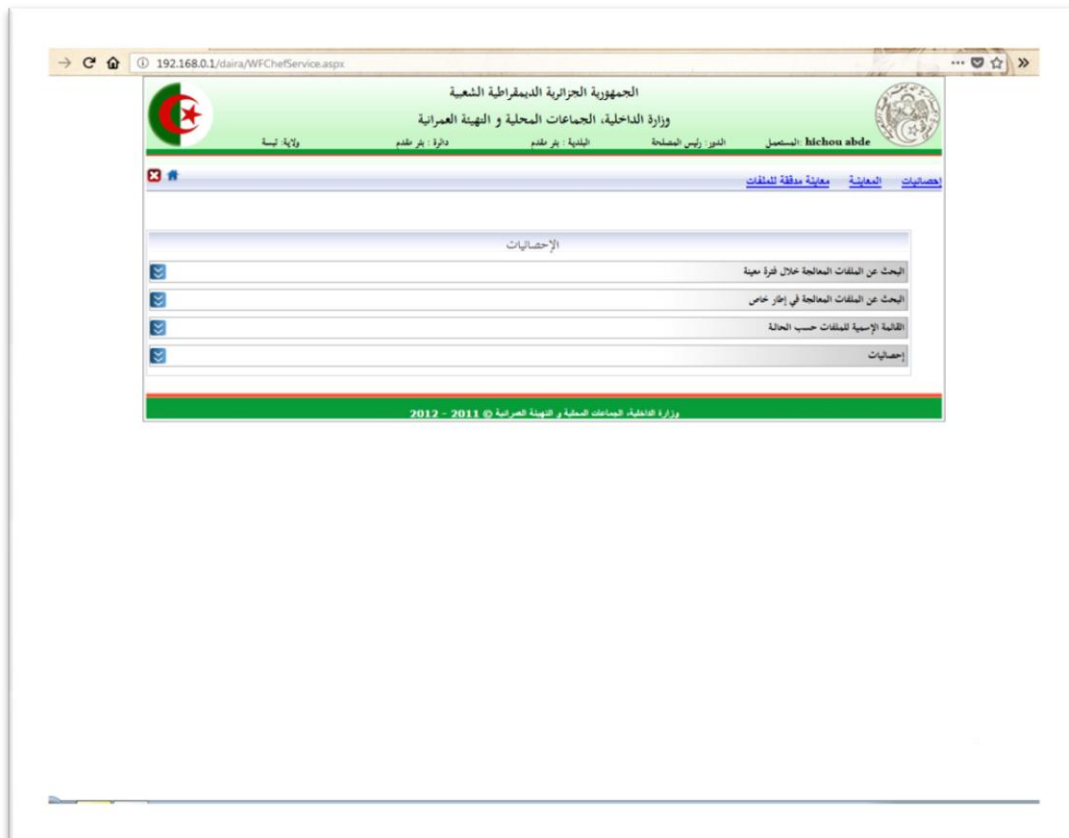 192.168.0.1/daira/WFChefService.aspx
الجمهورية الجزائرية الديمقراطية الشعبية
وزارة الداخلية، الجماعات المحلية و التهيئة العمرانية
hichou abde :المستعمل الدور: رئيس المصلحة البلدية : بئر مقدم دائرة : بئر مقدم ولاية: تبسة
إحصائيات المعاينة معاينة مدققة للملفات
الإحصائيات
البحث عن الملفات المعالجة خلال فترة معينة
البحث عن الملفات المعالجة في إطار خاص
القائمة الإسمية للملفات حسب الحالة
إحصائيات
وزارة الداخلية، الجماعات المحلية و التهيئة العمرانية © 2011 - 2012